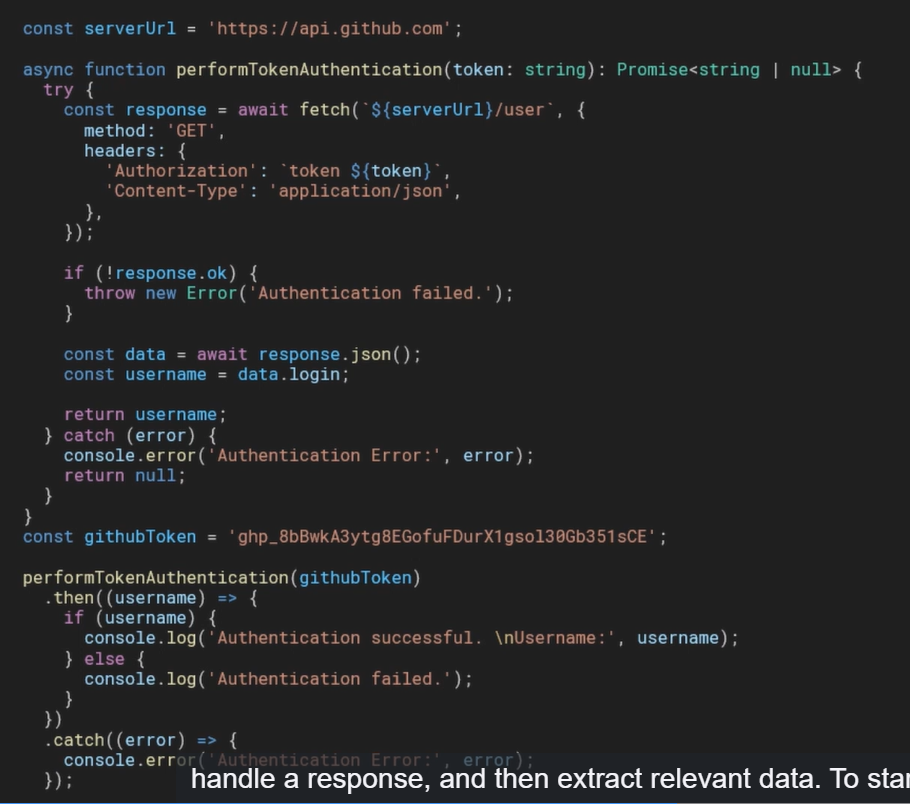 const serverUrl = 'https://api.github.com';
async function performTokenAuthentication(token: string): Promise<string | null> {
try {
const response = await fetch(`${serverUrl}/user`, {
method: 'GET',
headers: {
'Authorization': `token ${token}`,
'Content-Type': 'application/json',
},
});
if (!response.ok) {
throw new Error('Authentication failed.');
}
const data = await response.json();
const username = data.login;
return username;
} catch (error) {
console.error('Authentication Error:', error);
return null;
}
}
const githubToken = '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';
performTokenAuthentication(githubToken)
.then((username) => {
if (username) {
console.log('Authentication successful. \nUsername:', username);
} else {
console.log('Authentication failed.');
}
})
.catch((error) => {
console.error('Authentication Error:', error);
});
handle a response, and then extract relevant data. To star